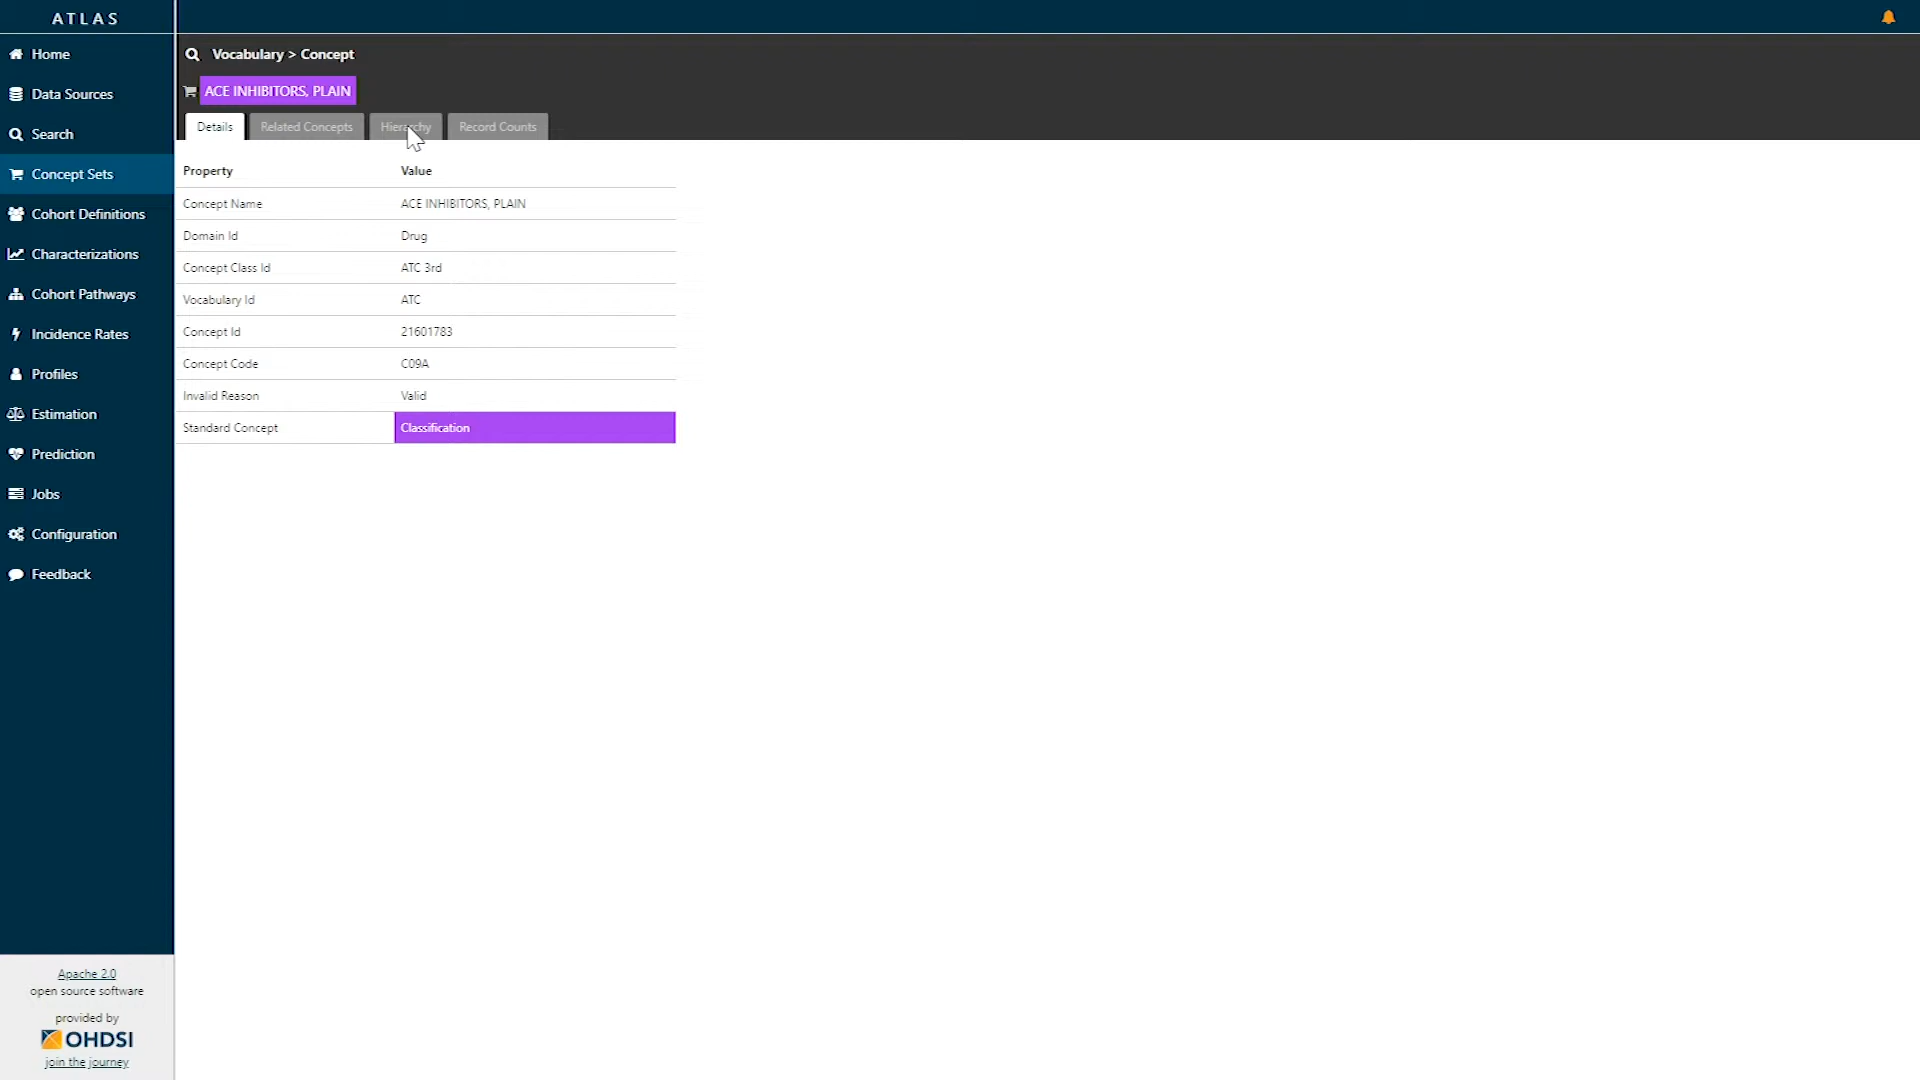 ATLAS
Home
Data Sources
Search
Concept Sets
Cohort Definitions
Characterizations
Cohort Pathways
Incidence Rates
Profiles
Estimation
Prediction
Jobs
Configuration
Feedback
Apache 2.0
open source software
provided by
OHDSI
join the journey
Vocabulary > Concept
ACE INHIBITORS, PLAIN
Details Related Concepts Hierarchy Record Counts
Property Value
Concept Name ACE INHIBITORS, PLAIN
Domain Id Drug
Concept Class Id ATC 3rd
Vocabulary Id ATC
Concept Id 21601783
Concept Code C09A
Invalid Reason Valid
Standard Concept Classification